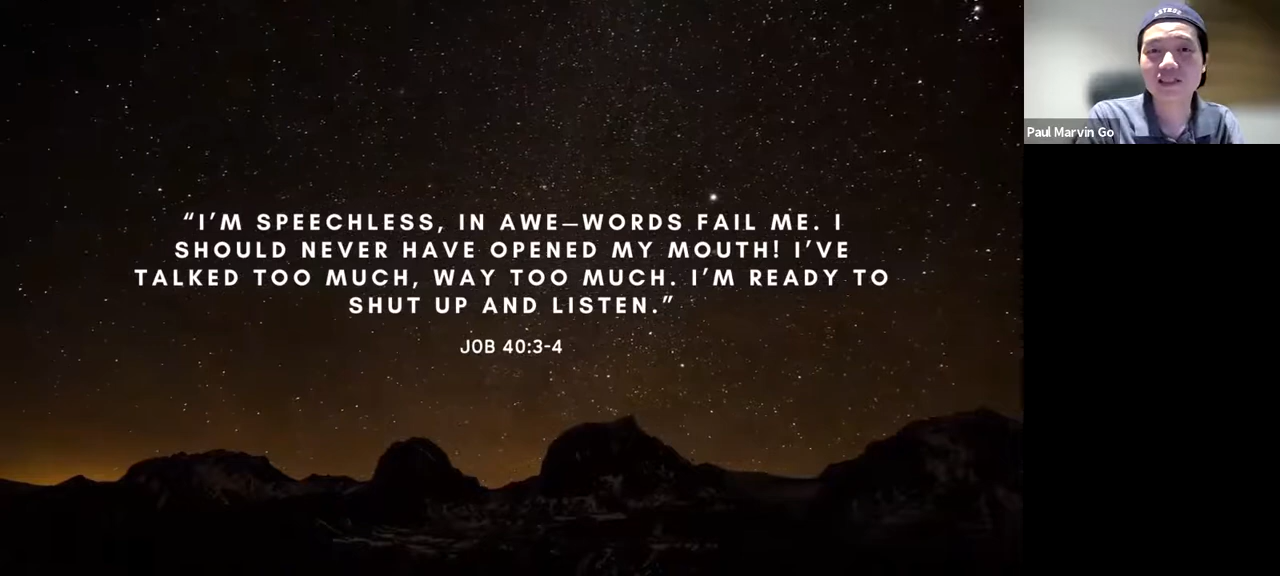 “I’M SPEECHLESS, IN AWE—WORDS FAIL ME. I
SHOULD NEVER HAVE OPENED MY MOUTH! I’VE
TALKED TOO MUCH, WAY TOO MUCH. I’M READY TO
SHUT UP AND LISTEN.”
JOB 40:3-4
Paul Marvin Go